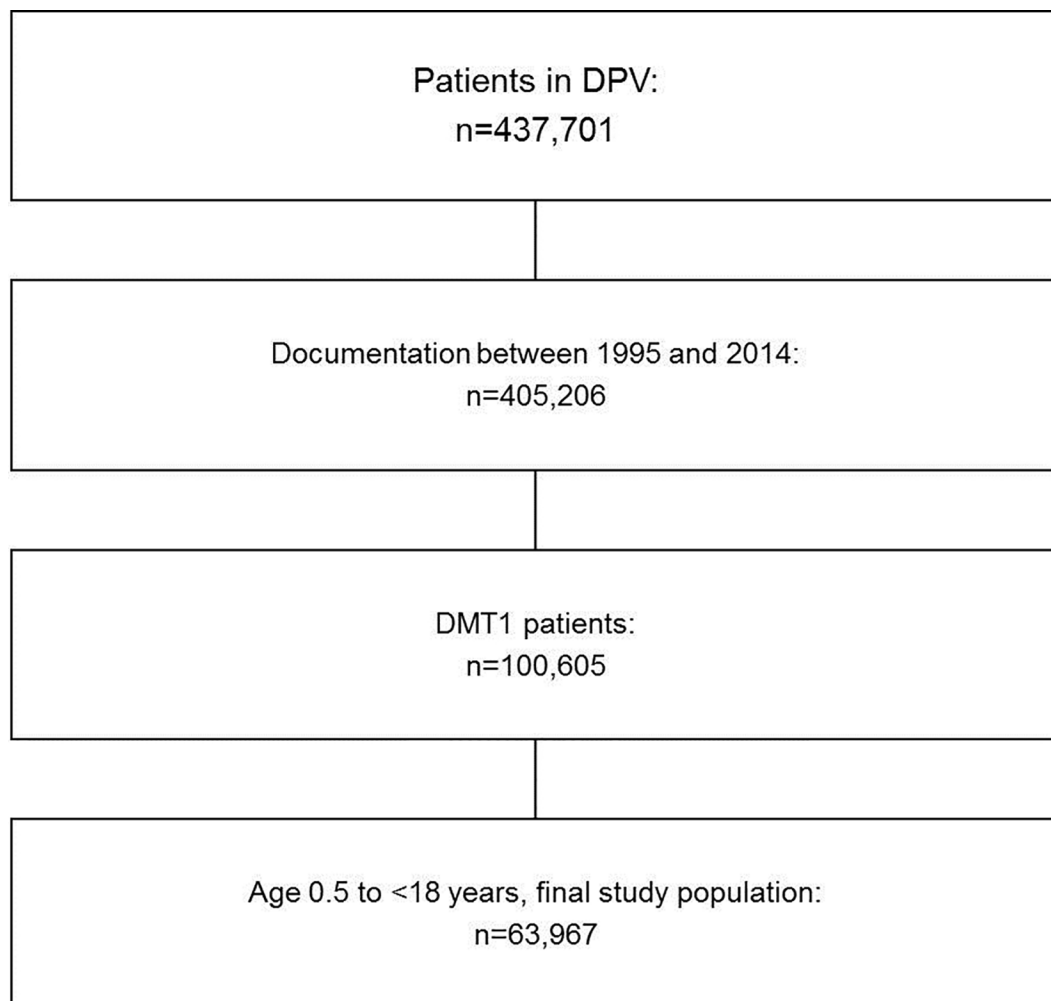 Patients in DPV:
n=437,701
Documentation between 1995 and 2014:
n=405,206
DMT1 patients:
n=100,605
Age 0.5 to <18 years, final study population:
n=63,967